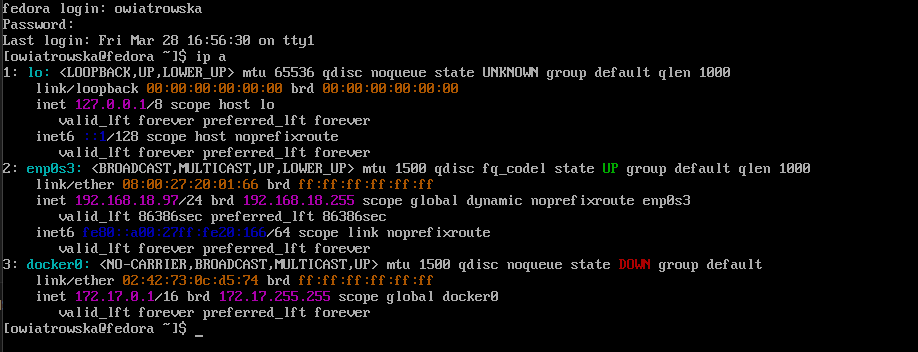 fedora login: owiatrowska
Password:
Last login: Fri Mar 28 16:56:30 on tty1
[owiatrowska@fedora ~]$ ip a
1: lo: <LOOPBACK,UP,LOWER_UP> mtu 65536 qdisc noqueue state UNKNOWN group default qlen 1000
    link/loopback 00:00:00:00:00:00 brd 00:00:00:00:00:00
    inet 127.0.0.1/8 scope host lo
       valid_lft forever preferred_lft forever
    inet6 ::1/128 scope host noprefixroute
       valid_lft forever preferred_lft forever
2: enp0s3: <BROADCAST,MULTICAST,UP,LOWER_UP> mtu 1500 qdisc fq_codel state UP group default qlen 1000
    link/ether 08:00:27:20:01:66 brd ff:ff:ff:ff:ff:ff
    inet 192.168.18.97/24 brd 192.168.18.255 scope global dynamic noprefixroute enp0s3
       valid_lft 86386sec preferred_lft 86386sec
    inet6 fe80::a00:27ff:fe20:166/64 scope link noprefixroute
       valid_lft forever preferred_lft forever
3: docker0: <NO-CARRIER,BROADCAST,MULTICAST,UP> mtu 1500 qdisc noqueue state DOWN group default
    link/ether 02:42:73:0c:d5:74 brd ff:ff:ff:ff:ff:ff
    inet 172.17.0.1/16 brd 172.17.255.255 scope global docker0
       valid_lft forever preferred_lft forever
[owiatrowska@fedora ~]$ _